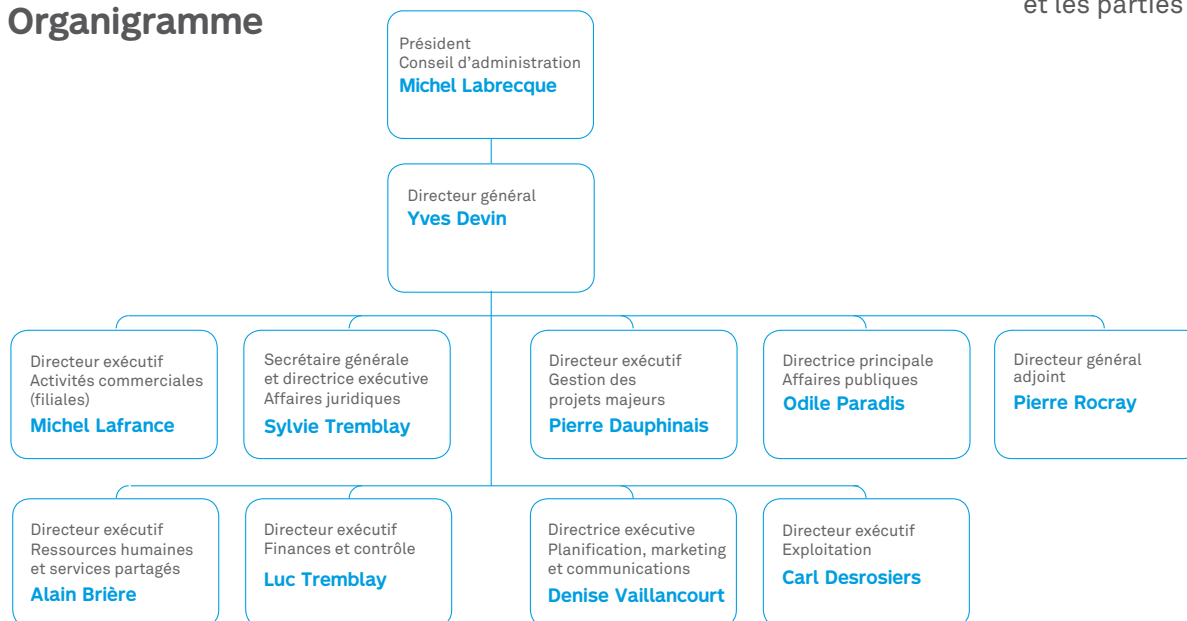 Organigramme
et les parties
Président
Conseil d’administration
Michel Labrecque
Directeur général
Yves Devin
Directeur exécutif
Activités commerciales
(filiales)
Michel Lafrance
Secrétaire générale
et directrice exécutive
Affaires juridiques
Sylvie Tremblay
Directeur exécutif
Gestion des
projets majeurs
Pierre Dauphinais
Directrice principale
Affaires publiques
Odile Paradis
Directeur général
adjoint
Pierre Rocray
Directeur exécutif
Ressources humaines
et services partagés
Alain Brière
Directeur exécutif
Finances et contrôle
Luc Tremblay
Directrice exécutive
Planification, marketing
et communications
Denise Vaillancourt
Directeur exécutif
Exploitation
Carl Desrosiers